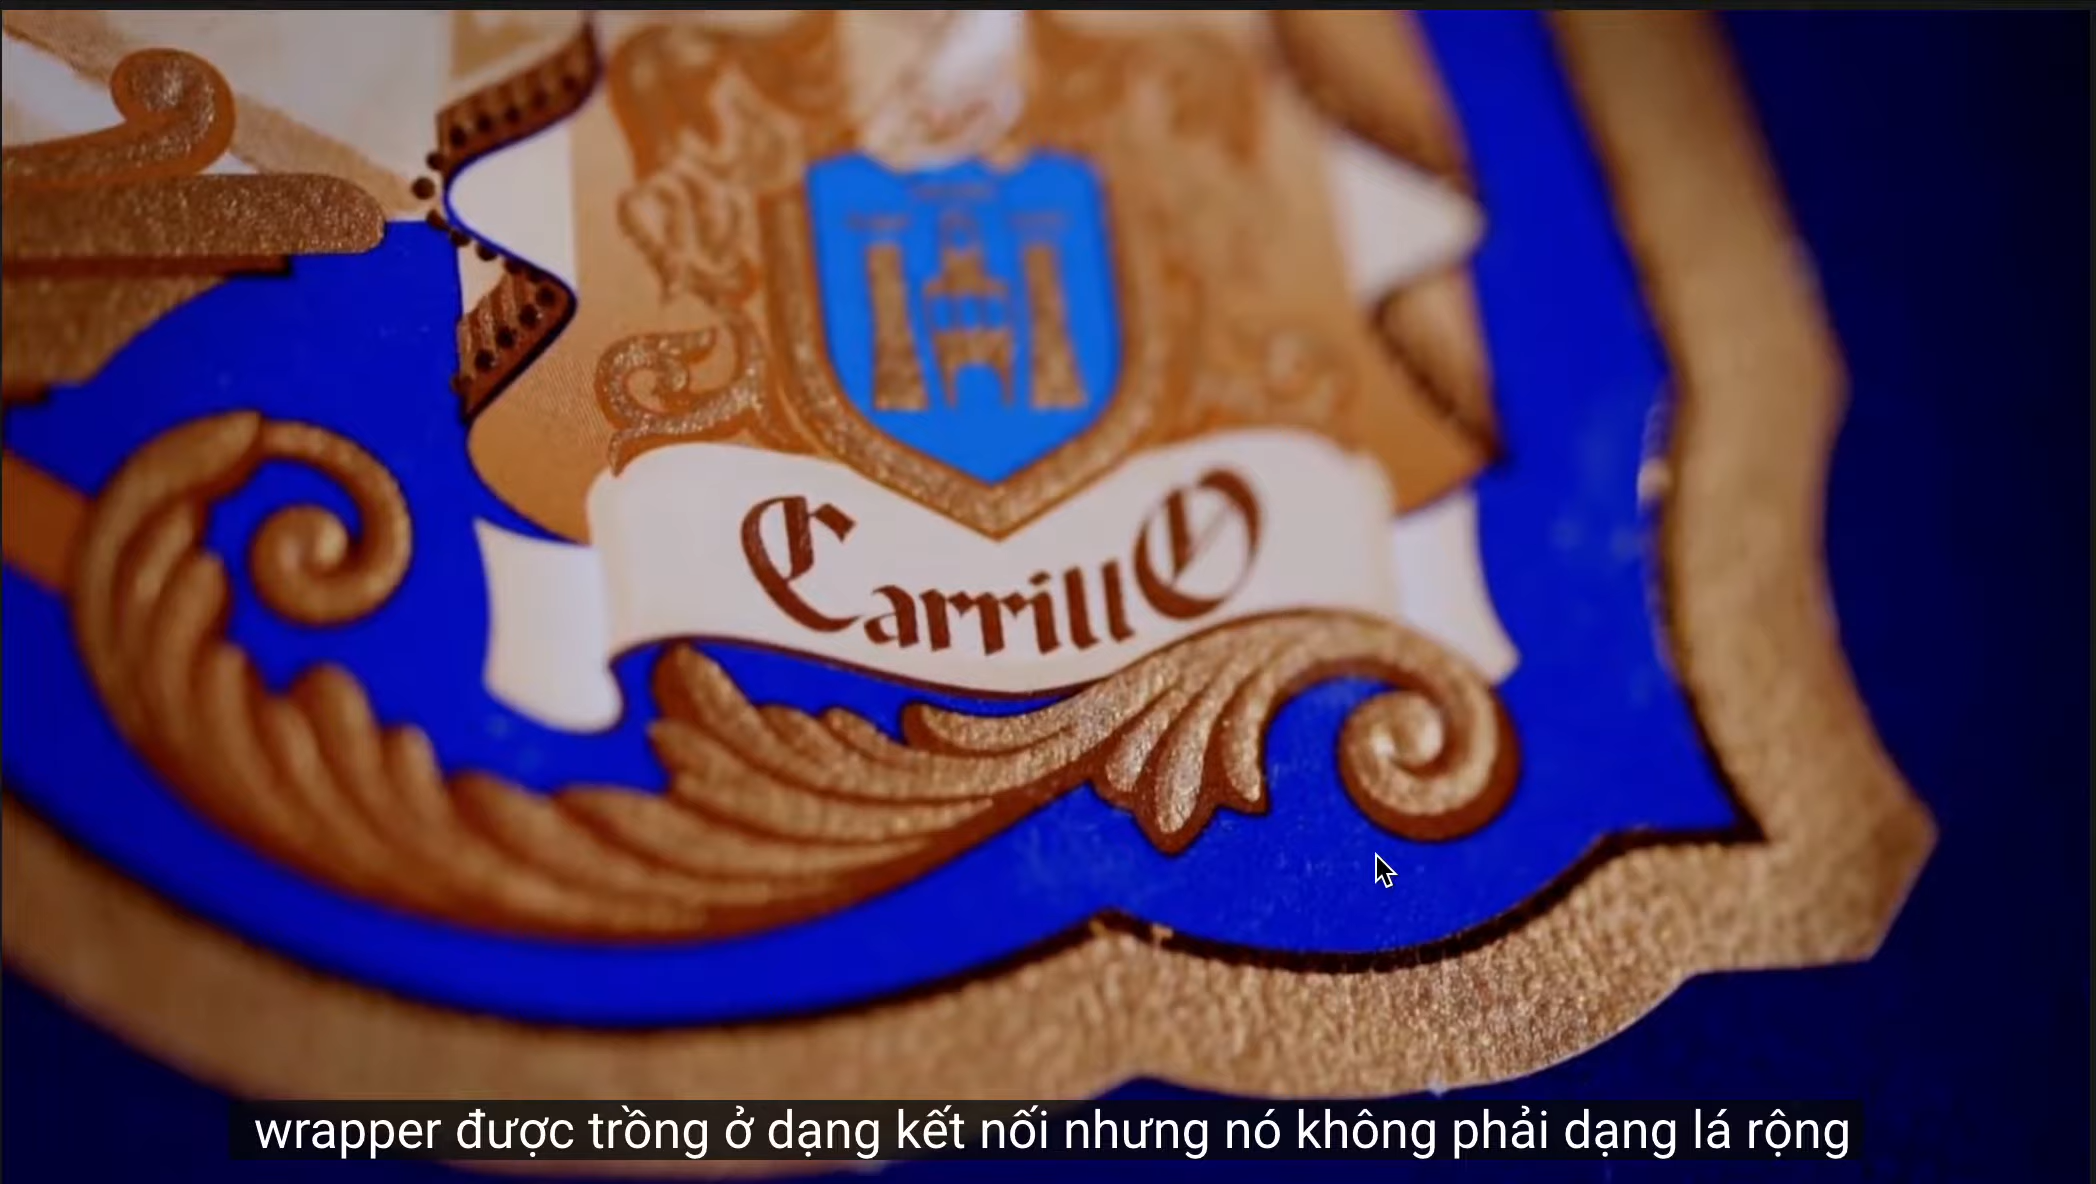 CarrillO
wrapper được trồng ở dạng kết nối nhưng nó không phải dạng lá rộng